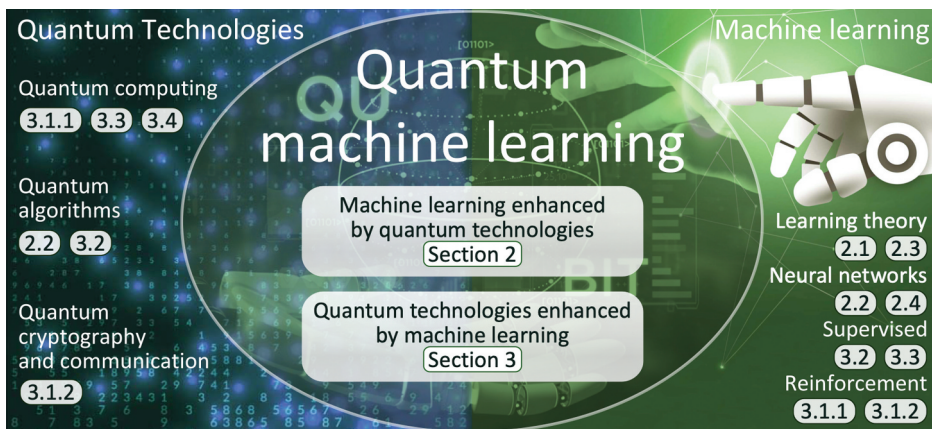 Quantum Technologies
Machine learning
Quantum
machine learning
Quantum computing
3.1.1 3.3 3.4
Quantum
algorithms
2.2 3.2
Quantum
cryptography
and communication
3.1.2
Machine learning enhanced
by quantum technologies
Section 2
Quantum technologies enhanced
by machine learning
Section 3
Learning theory
2.1 2.3
Neural networks
2.2 2.4
Supervised
3.2 3.3
Reinforcement
3.1.1 3.1.2
[01101>
QU
BIT